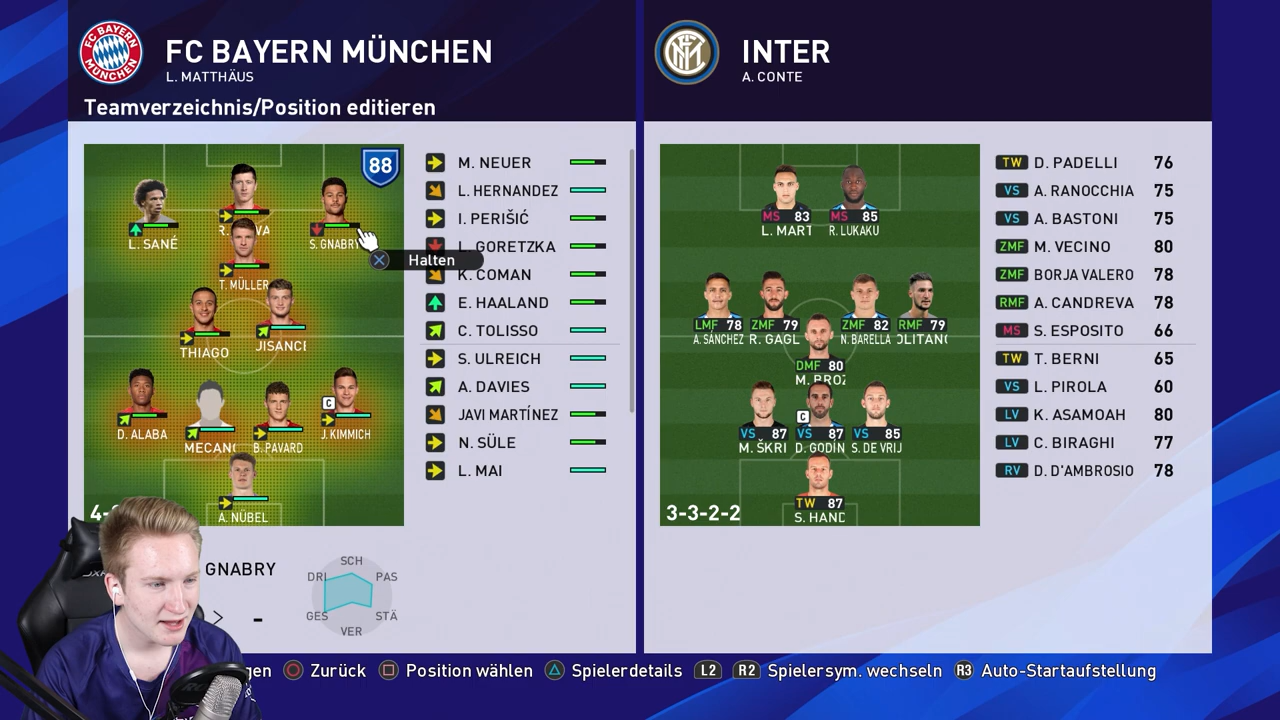 FC BAYERN MÜNCHEN
L. MATTHÄUS
Teamverzeichnis/Position editieren
88
L. SANÉ
S. GNABRY
T. MÜLLER
THIAGO
D. ALABA
MECAN
B. PAVARD
C
J. KIMMICH
A. NÜBEL
Halten
M. NEUER
L. HERNANDEZ
I. PERIŠIĆ
L. GORETZKA
K. COMAN
E. HAALAND
C. TOLISSO
S. ULREICH
A. DAVIES
JAVI MARTÍNEZ
N. SÜLE
L. MAI
GNABRY
-
SCH
PAS
STÄ
VER
GES
DRI
INTER
A. CONTE
MS 83
L. MART
MS 85
R. LUKAKU
LMF 78
A. SÁNCHEZ
ZMF 79
R. GAGL
ZMF 82
N. BARELLA
RMF 79
OLITANO
DMF 80
M. BROZ
VS 87
M. ŠKRI
C
VS 87
D. GODÍN
VS 85
S. DE VRIJ
TW 87
S. HAND
3-3-2-2
TW D. PADELLI 76
VS A. RANOCCHIA 75
VS A. BASTONI 75
ZMF M. VECINO 80
ZMF BORJA VALERO 78
RMF A. CANDREVA 78
MS S. ESPOSITO 66
TW T. BERNI 65
VS L. PIROLA 60
LV K. ASAMOAH 80
LV C. BIRAGHI 77
RV D. D'AMBROSIO 78
Zurück Position wählen Spielerdetails L2 R2 Spielersym. wechseln R3 Auto-Startaufstellung